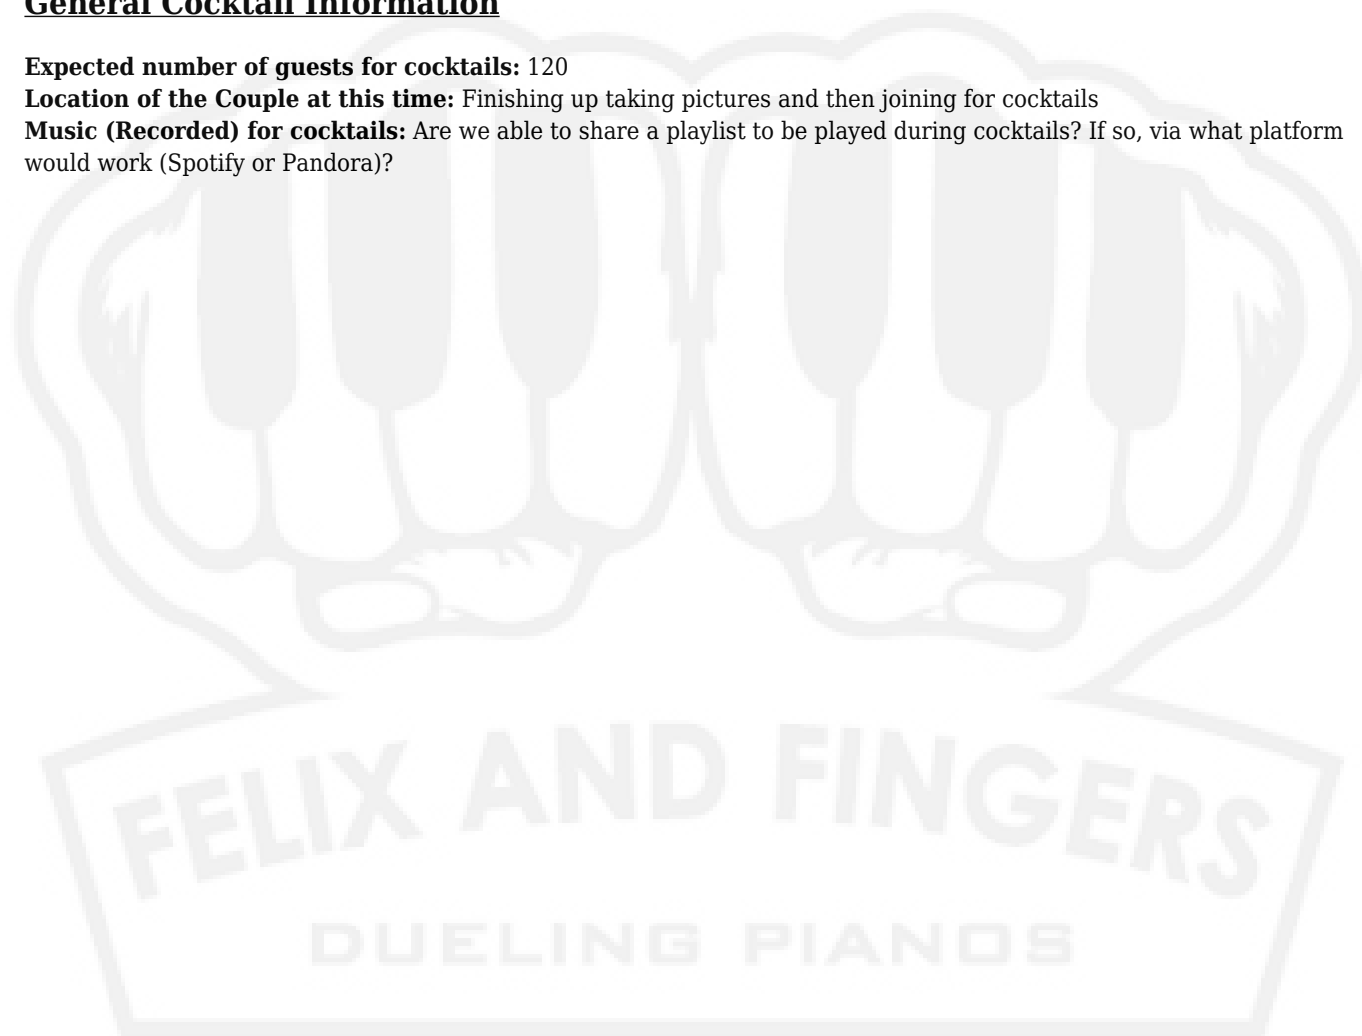 General Cocktail Information
Expected number of guests for cocktails: 120
Location of the Couple at this time: Finishing up taking pictures and then joining for cocktails
Music (Recorded) for cocktails: Are we able to share a playlist to be played during cocktails? If so, via what platform
would work (Spotify or Pandora)?
FELIX AND FINGERS
DUELING PIANOS